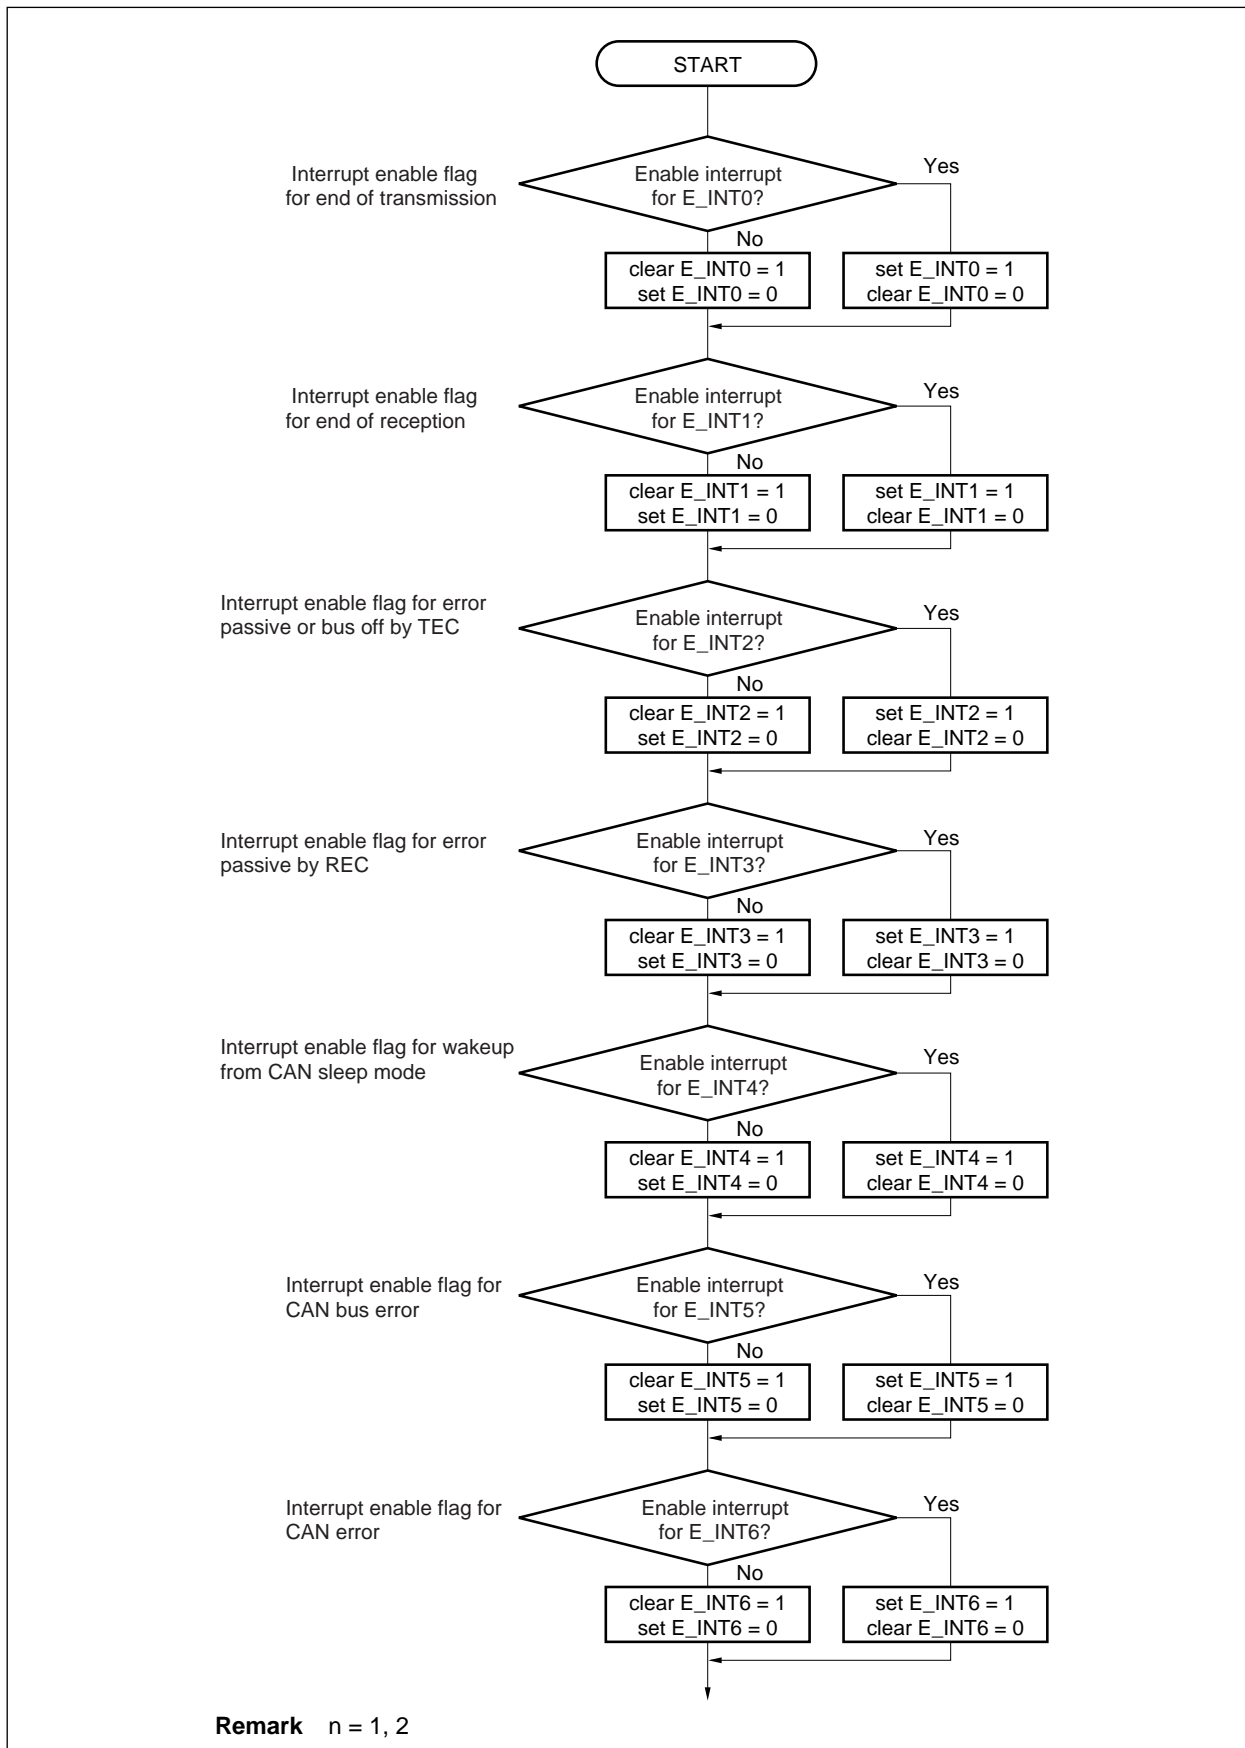 START
Interrupt enable flag
for end of transmission
Enable interrupt
for E_INT0?
Yes
No
clear E_INT0 = 1
set E_INT0 = 0
set E_INT0 = 1
clear E_INT0 = 0
Interrupt enable flag
for end of reception
Enable interrupt
for E_INT1?
Yes
No
clear E_INT1 = 1
set E_INT1 = 0
set E_INT1 = 1
clear E_INT1 = 0
Interrupt enable flag for error
passive or bus off by TEC
Enable interrupt
for E_INT2?
Yes
No
clear E_INT2 = 1
set E_INT2 = 0
set E_INT2 = 1
clear E_INT2 = 0
Interrupt enable flag for error
passive by REC
Enable interrupt
for E_INT3?
Yes
No
clear E_INT3 = 1
set E_INT3 = 0
set E_INT3 = 1
clear E_INT3 = 0
Interrupt enable flag for wakeup
from CAN sleep mode
Enable interrupt
for E_INT4?
Yes
No
clear E_INT4 = 1
set E_INT4 = 0
set E_INT4 = 1
clear E_INT4 = 0
Interrupt enable flag for
CAN bus error
Enable interrupt
for E_INT5?
Yes
No
clear E_INT5 = 1
set E_INT5 = 0
set E_INT5 = 1
clear E_INT5 = 0
Interrupt enable flag for
CAN error
Enable interrupt
for E_INT6?
Yes
No
clear E_INT6 = 1
set E_INT6 = 0
set E_INT6 = 1
clear E_INT6 = 0
Remark n = 1, 2